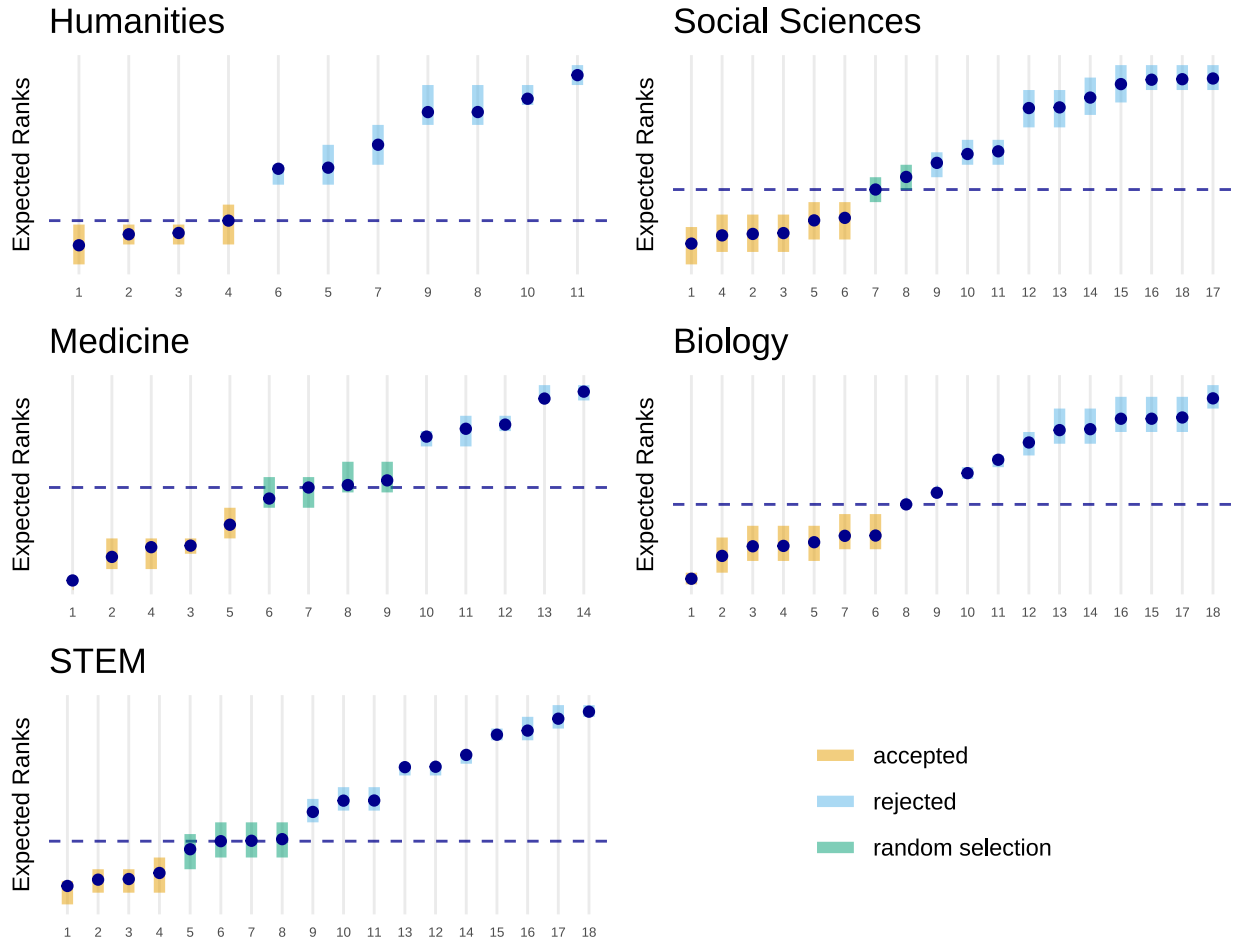 Humanities
Expected Ranks
1 2 3 4 6 5 7 9 8 10 11
Social Sciences
Expected Ranks
1 4 2 3 5 6 7 8 9 10 11 12 13 14 15 16 18 17
Medicine
Expected Ranks
1 2 4 3 5 6 7 8 9 10 11 12 13 14
Biology
Expected Ranks
1 2 3 4 5 7 6 8 9 10 11 12 13 14 16 15 17 18
STEM
Expected Ranks
1 2 3 4 5 6 7 8 9 10 11 13 12 14 15 16 17 18
accepted
rejected
random selection